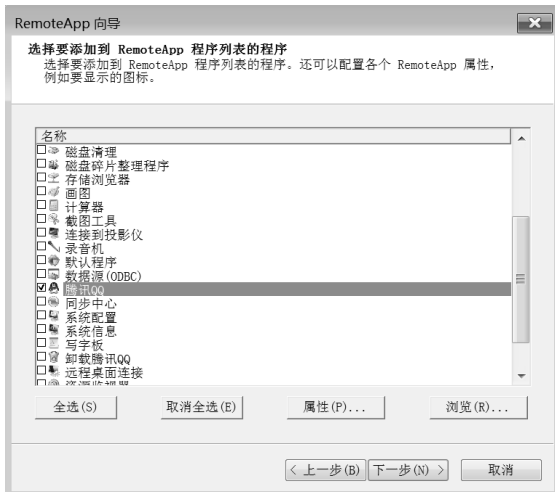 RemoteApp 向导
选择要添加到 RemoteApp 程序列表的程序
选择要添加到 RemoteApp 程序列表的程序。还可以配置各个 RemoteApp 属性，
例如要显示的图标。
名称
磁盘清理
磁盘碎片整理程序
存储浏览器
画图
计算器
截图工具
连接到投影仪
录音机
默认程序
数据源(ODBC)
腾讯QQ
同步中心
系统配置
系统信息
写字板
卸载腾讯QQ
远程桌面连接
资源监视器
全选(S)
取消全选(E)
属性(P)...
浏览(R)...
< 上一步(B)
下一步(N) >
取消